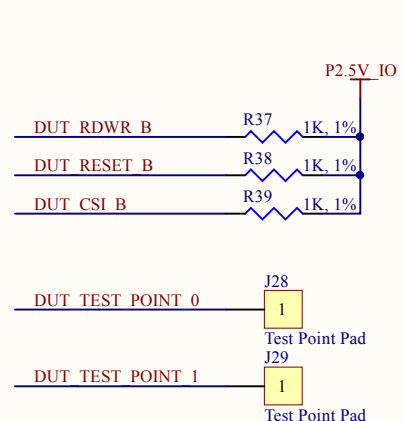 P2.5V_IO
DUT_RDWR_B R37 1K, 1%
DUT_RESET_B R38 1K, 1%
DUT_CSI_B R39 1K, 1%
J28
DUT_TEST_POINT_0 1
Test Point Pad
J29
DUT_TEST_POINT_1 1
Test Point Pad